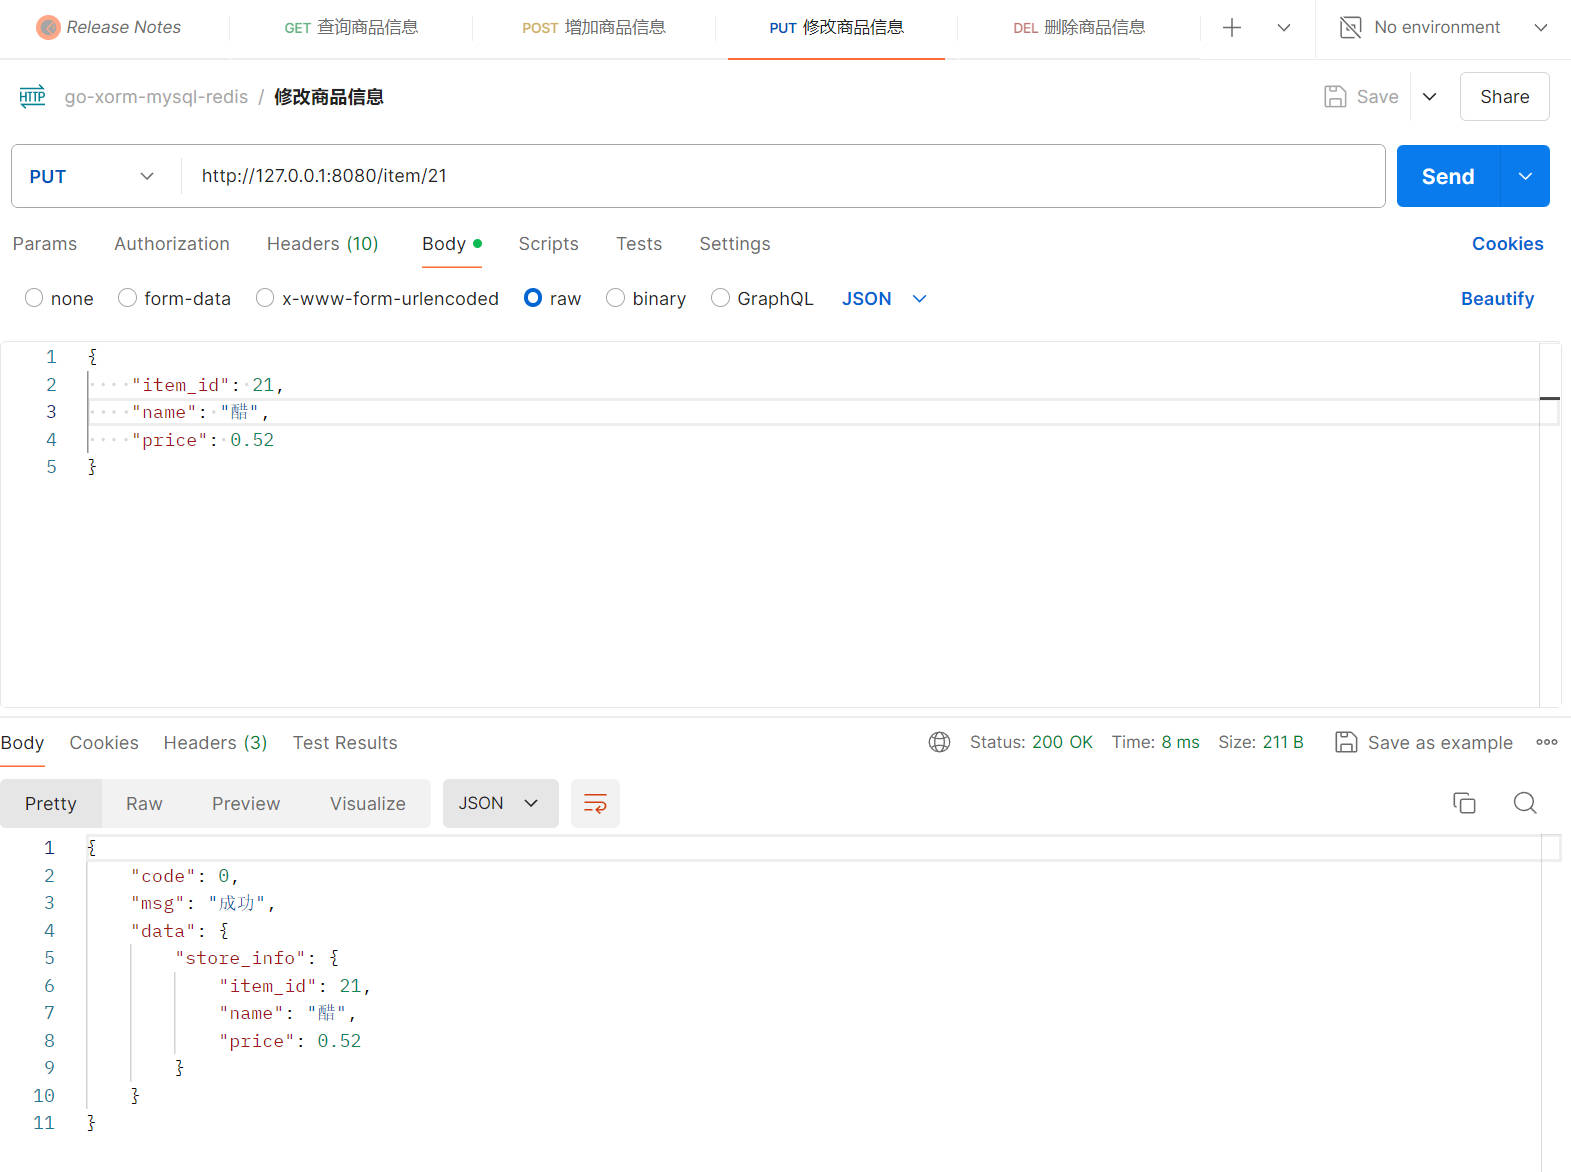 Release Notes GET 查询商品信息 POST 增加商品信息 PUT 修改商品信息 DEL 删除商品信息 No environment
HTTP go-xorm-mysql-redis / 修改商品信息 Save Share
PUT http://127.0.0.1:8080/item/21 Send
Params Authorization Headers (10) Body Scripts Tests Settings Cookies
none form-data x-www-form-urlencoded raw binary GraphQL JSON Beautify
1 {
2 "item_id": 21,
3 "name": "醋",
4 "price": 0.52
5 }
Body Cookies Headers (3) Test Results Status: 200 OK Time: 8 ms Size: 211 B Save as example
Pretty Raw Preview Visualize JSON
1 {
2 "code": 0,
3 "msg": "成功",
4 "data": {
5 "store_info": {
6 "item_id": 21,
7 "name": "醋",
8 "price": 0.52
9 }
10 }
11 }